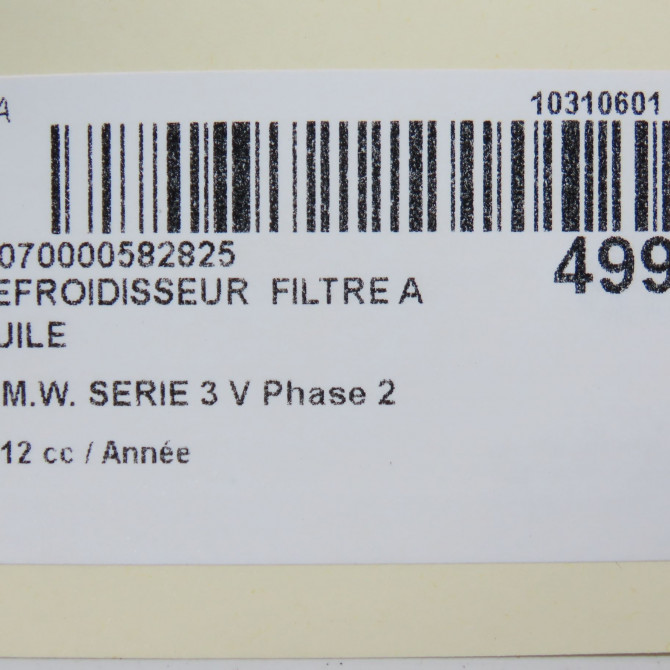 A 10310601
070000582825 499
EFROIDISSEUR FILTRE A
UILE
M.W. SERIE 3 V Phase 2
12 cc / Année